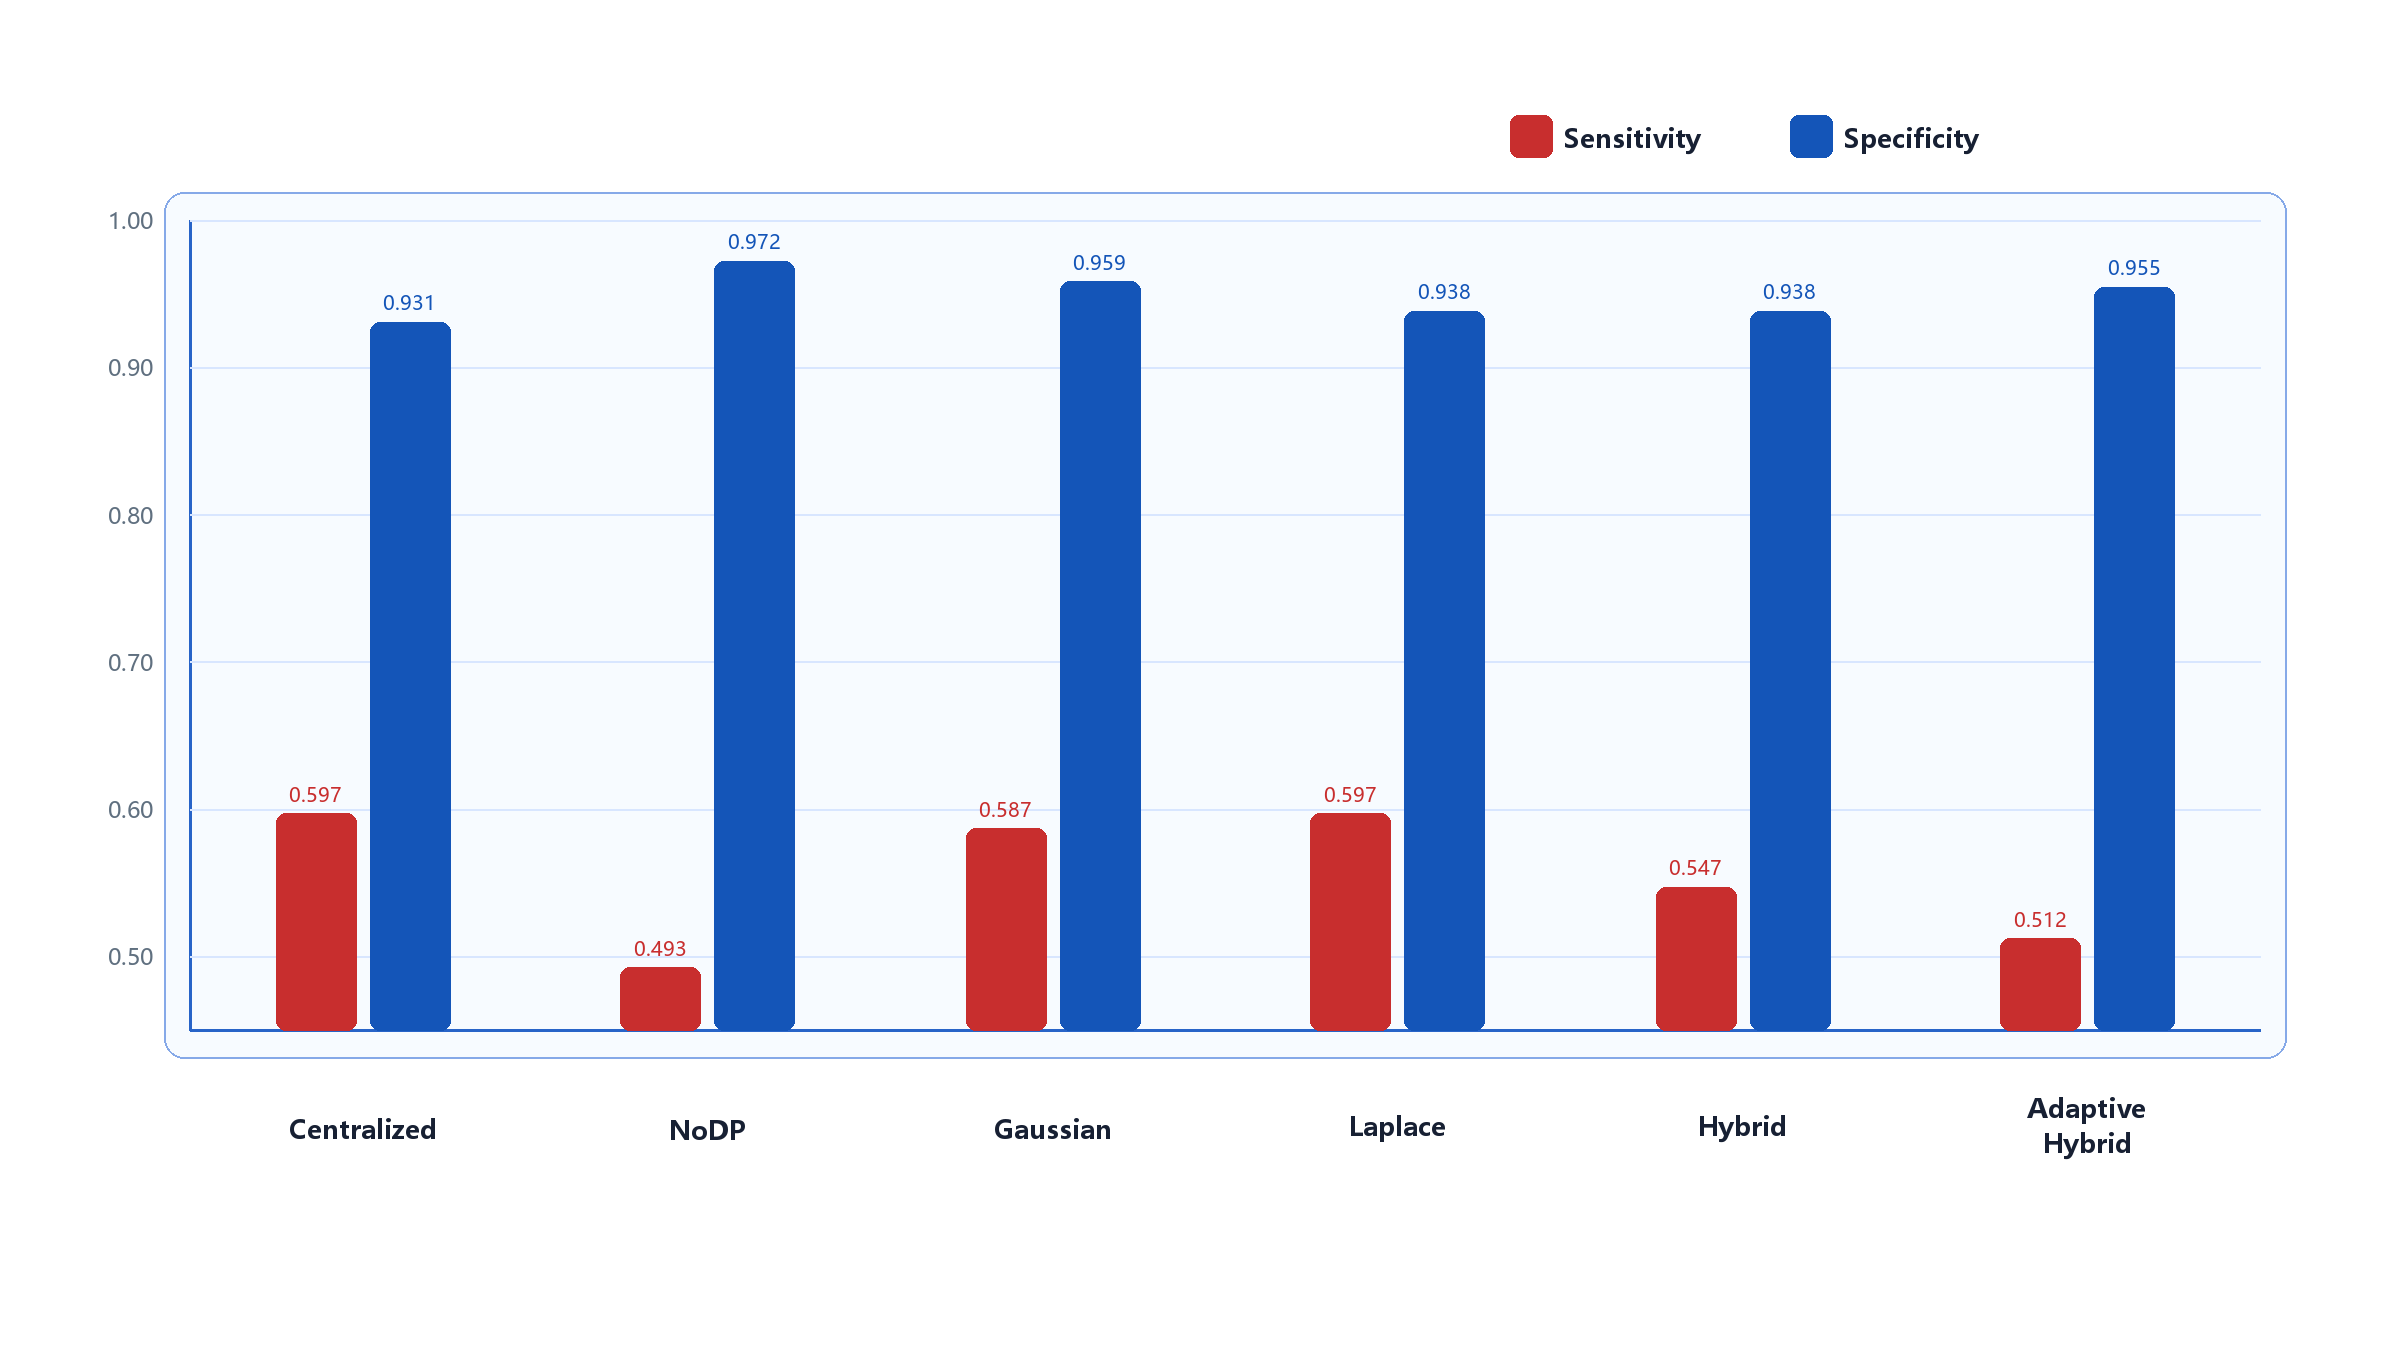 Sensitivity Specificity
1.00
0.90
0.80
0.70
0.60
0.50
0.597
0.931
0.493
0.972
0.587
0.959
0.597
0.938
0.547
0.938
0.512
0.955
Centralized
NoDP
Gaussian
Laplace
Hybrid
Adaptive
Hybrid